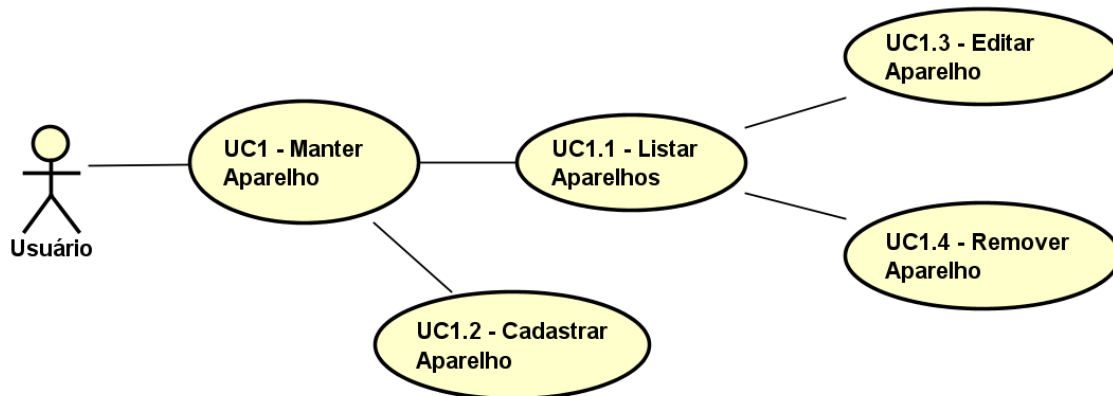 UC1.3 - Editar
Aparelho
UC1 - Manter
Aparelho
UC1.1 - Listar
Aparelhos
Usuário
UC1.4 - Remover
Aparelho
UC1.2 - Cadastrar
Aparelho